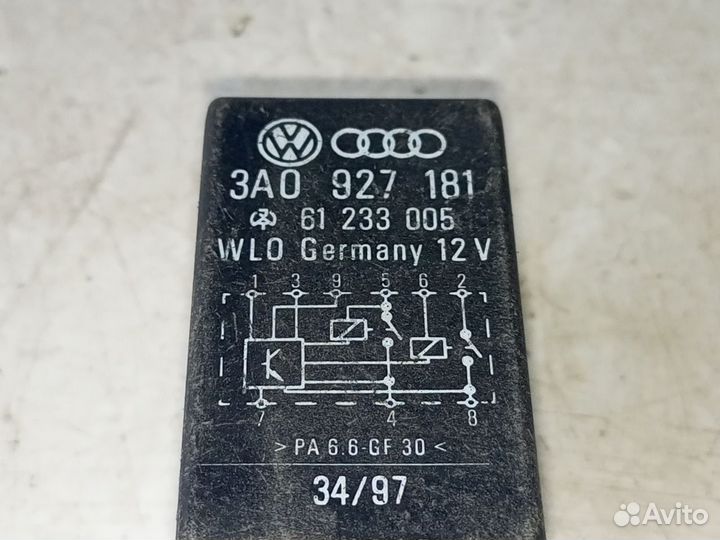 3A0 927 181
61 233 005
WLO Germany 12 V
1 3 9 5 6 2
K
7 4 8
>PA 6.6-GF 30<
34/97
Avito